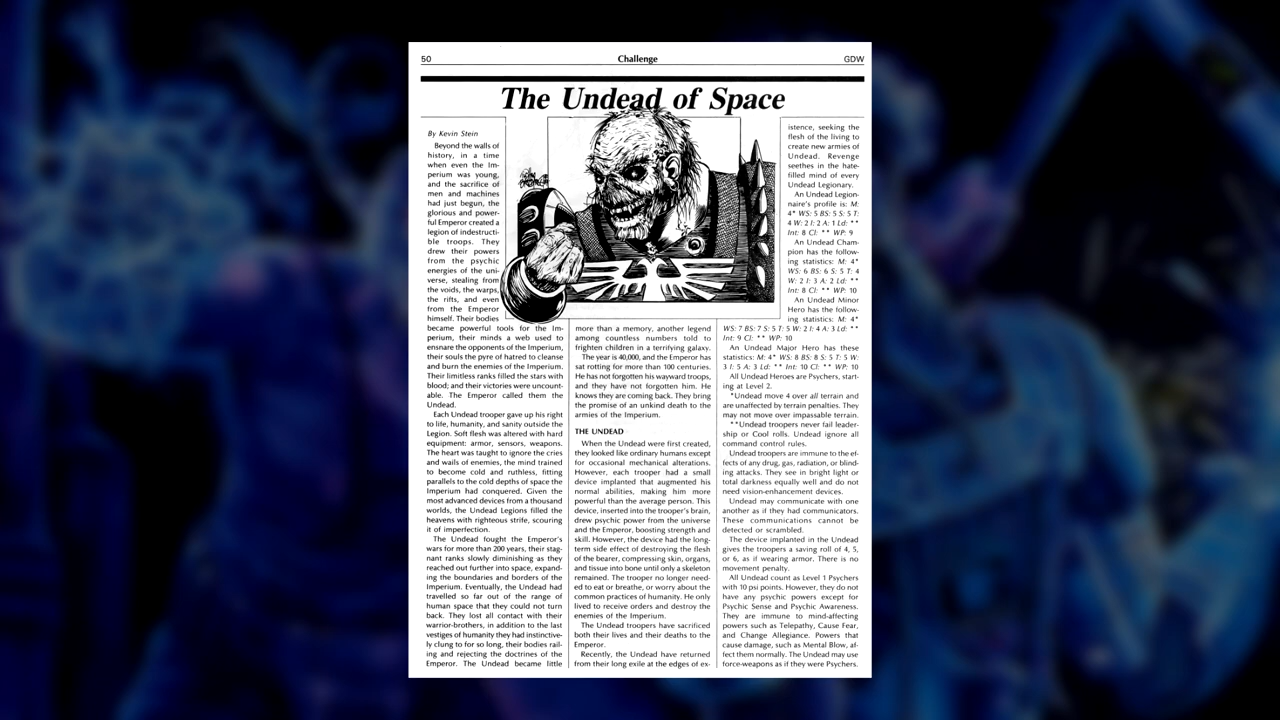 50
Challenge
GDW
The Undead of Space
By Kevin Stein
Beyond the walls of
history, in a time
when even the Im-
perium was young,
and the sacrifice of
men and machines
had just begun, the
glorious and power-
ful Emperor created a
legion of indestructi-
ble troops. They
drew their powers
from the psychic
energies of the uni-
verse, stealing from
the voids, the warps,
the rifts, and even
from the Emperor
himself. Their bodies
became powerful tools for the Im-
perium, their minds a web used to
ensnare the opponents of the Imperium,
their souls the pyre of hatred to cleanse
and burn the enemies of the Imperium.
Their limitless ranks filled the stars with
blood; and their victories were uncount-
able. The Emperor called them the
Undead.
Each Undead trooper gave up his right
to life, humanity, and sanity outside the
Legion. Soft flesh was altered with hard
equipment: armor, sensors, weapons.
The heart was taught to ignore the cries
and wails of enemies, the mind trained
to become cold and ruthless, fitting
parallels to the cold depths of space the
Imperium had conquered. Given the
most advanced devices from a thousand
worlds, the Undead Legions filled the
heavens with righteous strife, scouring
it of imperfection.
The Undead fought the Emperor's
wars for more than 200 years, their stag-
nant ranks slowly diminishing as they
reached out further into space, expand-
ing the boundaries and borders of the
Imperium. Eventually, the Undead had
travelled so far out of the range of
human space that they could not turn
back. They lost all contact with their
warrior-brothers, in addition to the last
vestiges of humanity they had instinctive-
ly clung to for so long, their bodies rail-
ing and rejecting the doctrines of the
Emperor. The Undead became little
more than a memory, another legend
among countless numbers told to
frighten children in a terrifying galaxy.
The year is 40,000, and the Emperor has
sat rotting for more than 100 centuries.
He has not forgotten his wayward troops,
and they have not forgotten him. He
knows they are coming back. They bring
the promise of an unkind death to the
armies of the Imperium.
THE UNDEAD
When the Undead were first created,
they looked like ordinary humans except
for occasional mechanical alterations.
However, each trooper had a small
device implanted that augmented his
normal abilities, making him more
powerful than the average person. This
device, inserted into the trooper's brain,
drew psychic power from the universe
and the Emperor, boosting strength and
skill. However, the device had the long-
term side effect of destroying the flesh
of the bearer, compressing skin, organs,
and tissue into bone until only a skeleton
remained. The trooper no longer need-
ed to eat or breathe, or worry about the
common practices of humanity. He only
lived to receive orders and destroy the
enemies of the Imperium.
The Undead troopers have sacrificed
both their lives and their deaths to the
Emperor.
Recently, the Undead have returned
from their long exile at the edges of ex-
istence, seeking the
flesh of the living to
create new armies of
Undead. Revenge
seethes in the hate-
filled mind of every
Undead Legionary.
An Undead Legion-
naire's profile is: M:
4* WS: 5 BS: 5 S: 5 T:
4 W: 2 I: 2 A: 1 Ld: **
Int: 8 Cl: ** WP: 9
An Undead Cham-
pion has the follow-
ing statistics: M: 4*
WS: 6 BS: 6 S: 5 T: 4
W: 2 I: 3 A: 2 Ld: **
Int: 8 Cl: ** WP: 10
An Undead Minor
Hero has the follow-
ing statistics: M: 4*
WS: 7 BS: 7 S: 5 T: 5 W: 2 I: 4 A: 3 Ld: **
Int: 9 Cl: ** WP: 10
An Undead Major Hero has these
statistics: M: 4* WS: 8 BS: 8 S: 5 T: 5 W:
3 I: 5 A: 3 Ld: ** Int: 10 Cl: ** WP: 10
All Undead Heroes are Psychers, start-
ing at Level 2.
*Undead move 4 over all terrain and
are unaffected by terrain penalties. They
may not move over impassable terrain.
**Undead troopers never fail leader-
ship or Cool rolls. Undead ignore all
command control rules.
Undead troopers are immune to the ef-
fects of any drug, gas, radiation, or blind-
ing attacks. They see in bright light or
total darkness equally well and do not
need vision-enhancement devices.
Undead may communicate with one
another as if they had communicators.
These communications cannot be
detected or scrambled.
The device implanted in the Undead
gives the troopers a saving roll of 4, 5,
or 6, as if wearing armor. There is no
movement penalty.
All Undead count as Level 1 Psychers
with 10 psi points. However, they do not
have any psychic powers except for
Psychic Sense and Psychic Awareness.
They are immune to mind-affecting
powers such as Telepathy, Cause Fear,
and Change Allegiance. Powers that
cause damage, such as Mental Blow, af-
fect them normally. The Undead may use
force-weapons as if they were Psychers.